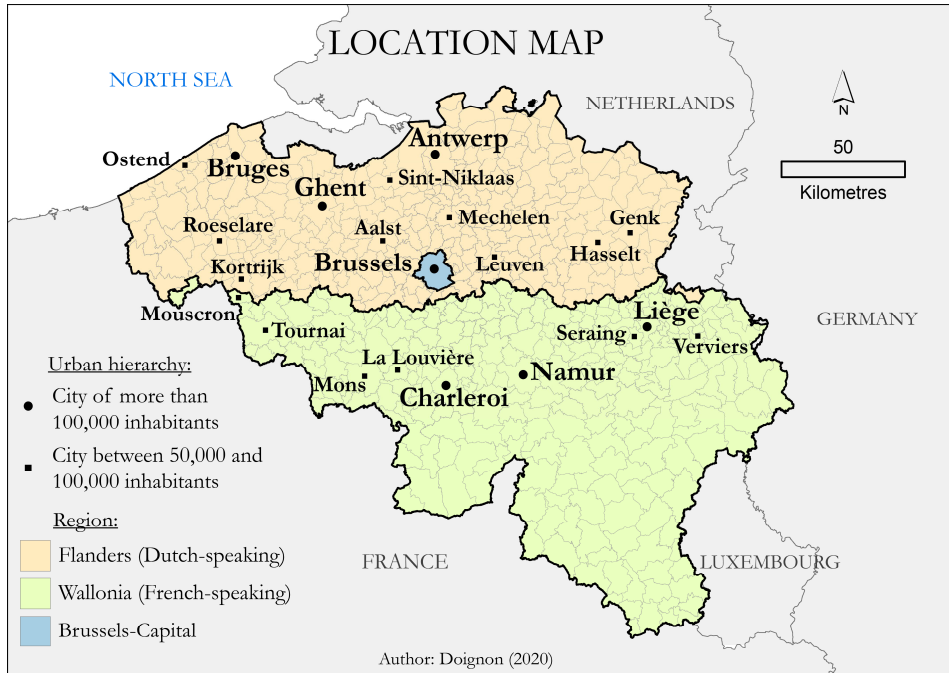 LOCATION MAP
NORTH SEA
NETHERLANDS
N
50
Kilometres
Antwerp
Ostend
Bruges
Sint-Niklaas
Ghent
Mechelen
Genk
Roeselare
Aalst
Hasselt
Brussels
Leuven
Kortrijk
Mouscron
Liège
GERMANY
Tournai
Seraing
Verviers
La Louvière
Namur
Mons
Charleroi
Urban hierarchy:
City of more than
100,000 inhabitants
City between 50,000 and
100,000 inhabitants
Region:
Flanders (Dutch-speaking)
Wallonia (French-speaking)
Brussels-Capital
FRANCE
LUXEMBOURG
Author: Doignon (2020)